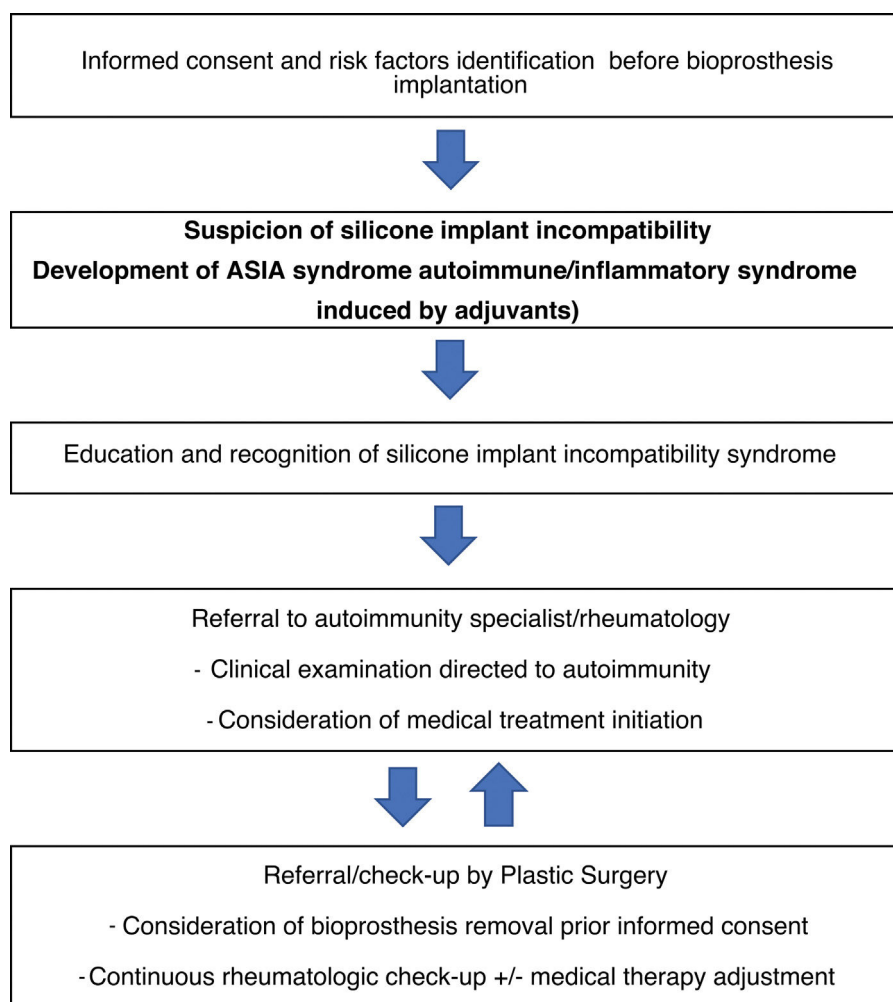 Informed consent and risk factors identification before bioprosthesis
implantation
Suspicion of silicone implant incompatibility
Development of ASIA syndrome autoimmune/inflammatory syndrome
induced by adjuvants)
Education and recognition of silicone implant incompatibility syndrome
Referral to autoimmunity specialist/rheumatology
- Clinical examination directed to autoimmunity
- Consideration of medical treatment initiation
Referral/check-up by Plastic Surgery
- Consideration of bioprosthesis removal prior informed consent
- Continuous rheumatologic check-up +/- medical therapy adjustment